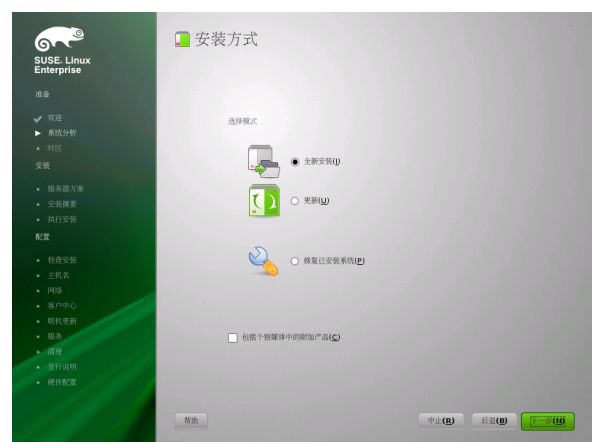 SUSE® Linux
Enterprise
准备
欢迎
系统分析
时区
安装
服务器方案
安装摘要
执行安装
配置
检查安装
主机名
网络
客户中心
联机更新
服务
清理
发行说明
硬件配置
安装方式
选择模式
全新安装(I)
更新(U)
修复已安装系统(P)
包括个别媒体中的附加产品(C)
帮助
中止(R)
后退(B)
下一步(N)